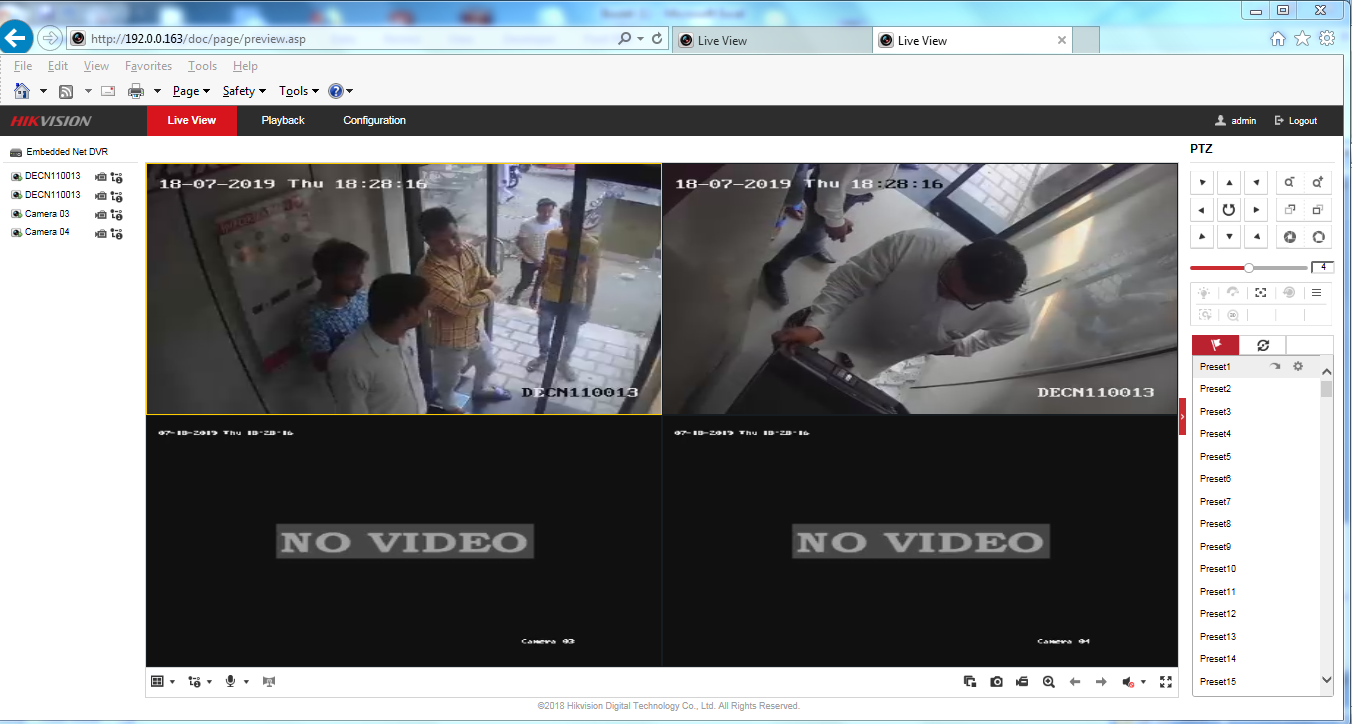 http://192.0.0.163/doc/page/preview.asp
Live View
Live View
File Edit View Favorites Tools Help
Page Safety Tools
HIKVISION Live View Playback Configuration admin Logout
Embedded Net DVR
DECN110013
DECN110013
Camera 03
Camera 04
18-07-2019 Thu 18:28:16
DECN110013
18-07-2019 Thu 18:28:16
DECN110013
07-18-2019 Thu 18:28:16
NO VIDEO
Camera 03
07-18-2019 Thu 18:28:16
NO VIDEO
Camera 04
PTZ
4
Preset1
Preset2
Preset3
Preset4
Preset5
Preset6
Preset7
Preset8
Preset9
Preset10
Preset11
Preset12
Preset13
Preset14
Preset15
©2018 Hikvision Digital Technology Co., Ltd. All Rights Reserved.